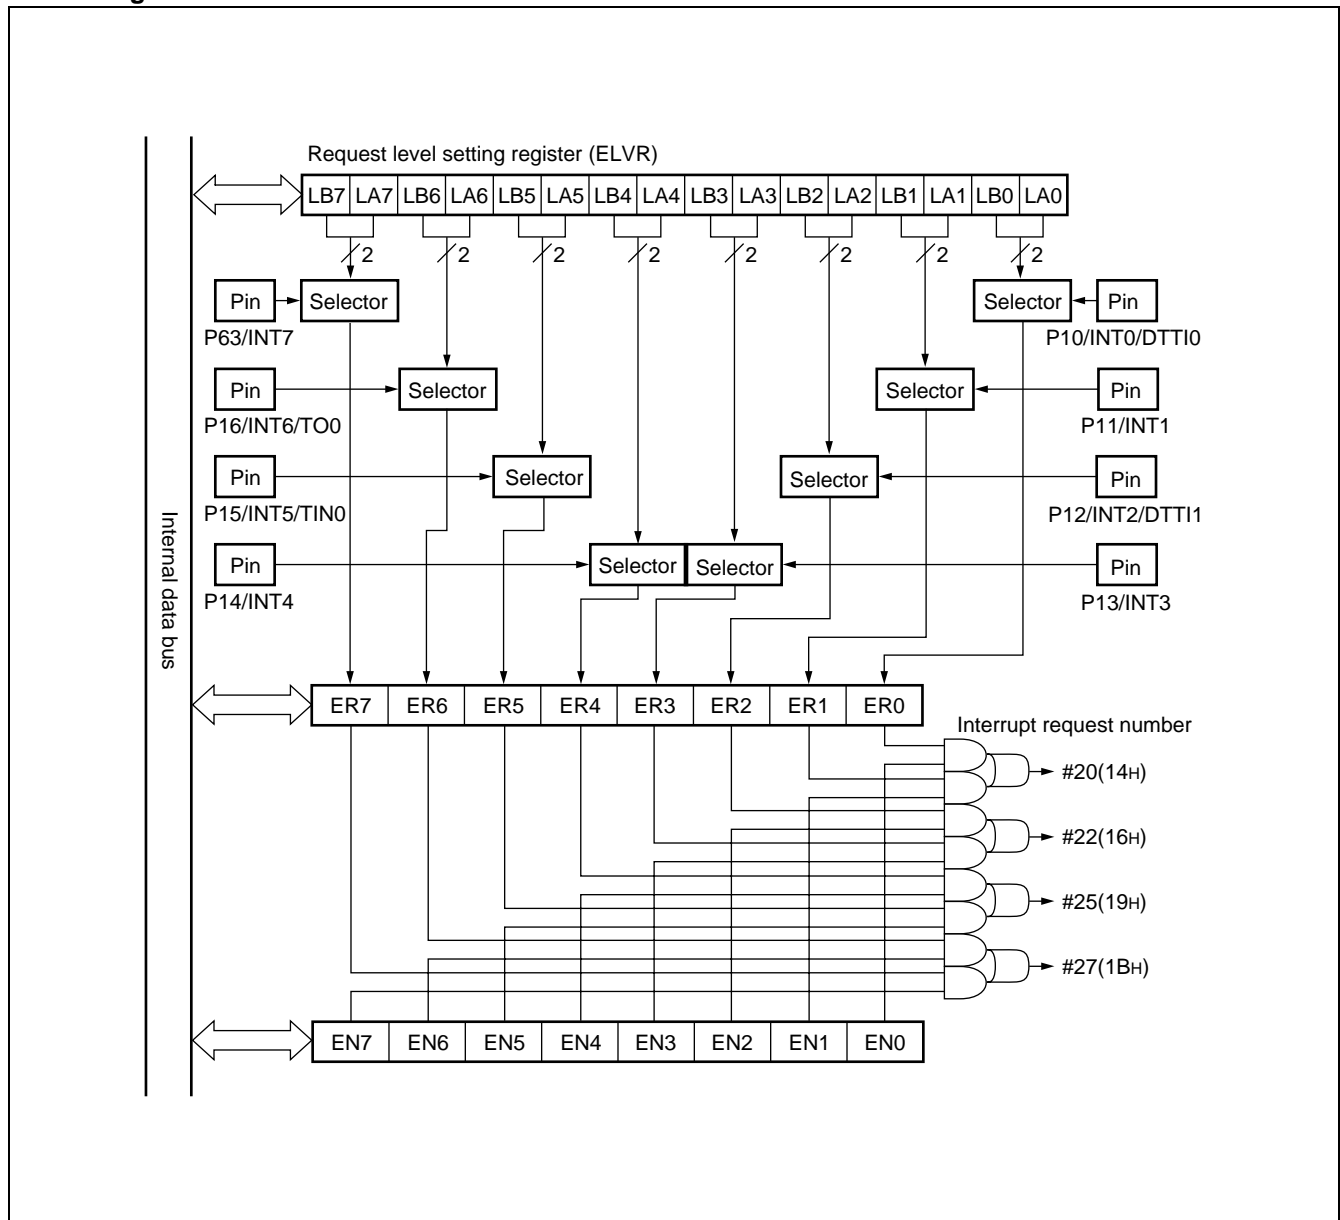 Request level setting register (ELVR)
LB7 LA7 LB6 LA6 LB5 LA5 LB4 LA4 LB3 LA3 LB2 LA2 LB1 LA1 LB0 LA0
2 2 2 2 2 2 2 2
Pin Selector Selector Pin
P63/INT7 P10/INT0/DTTI0
Pin Selector Selector Pin
P16/INT6/TO0 P11/INT1
Pin Selector Selector Pin
P15/INT5/TIN0 P12/INT2/DTTI1
Pin Selector Selector Pin
P14/INT4 P13/INT3
Internal data bus
ER7 ER6 ER5 ER4 ER3 ER2 ER1 ER0
Interrupt request number
#20(14H)
#22(16H)
#25(19H)
#27(1BH)
EN7 EN6 EN5 EN4 EN3 EN2 EN1 EN0